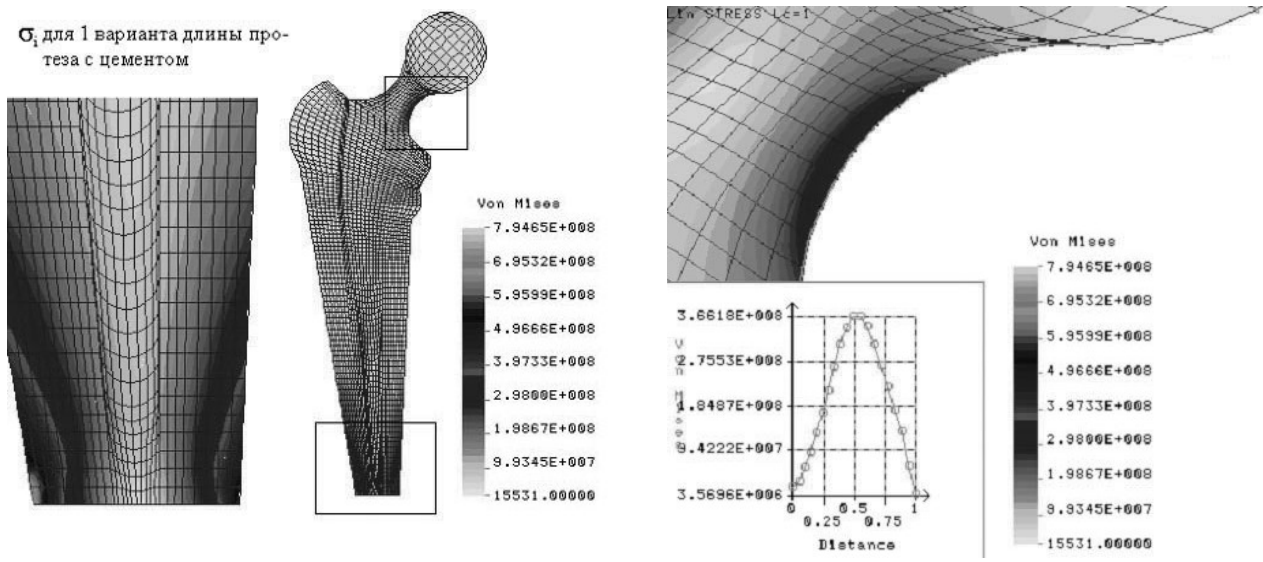 σi для 1 варианта длины про-
теза с цементом
Von Mises
7.9465E+008
6.9532E+008
5.9599E+008
4.9666E+008
3.9733E+008
2.9800E+008
1.9867E+008
9.9345E+007
15531.00000
Lin STRESS Lc=1
Von Mises
7.9465E+008
6.9532E+008
5.9599E+008
4.9666E+008
3.9733E+008
2.9800E+008
1.9867E+008
9.9345E+007
15531.00000
Von Mises
3.6618E+008
2.7553E+008
1.8487E+008
9.4222E+007
3.5696E+006
0 0.25 0.5 0.75 1
Distance